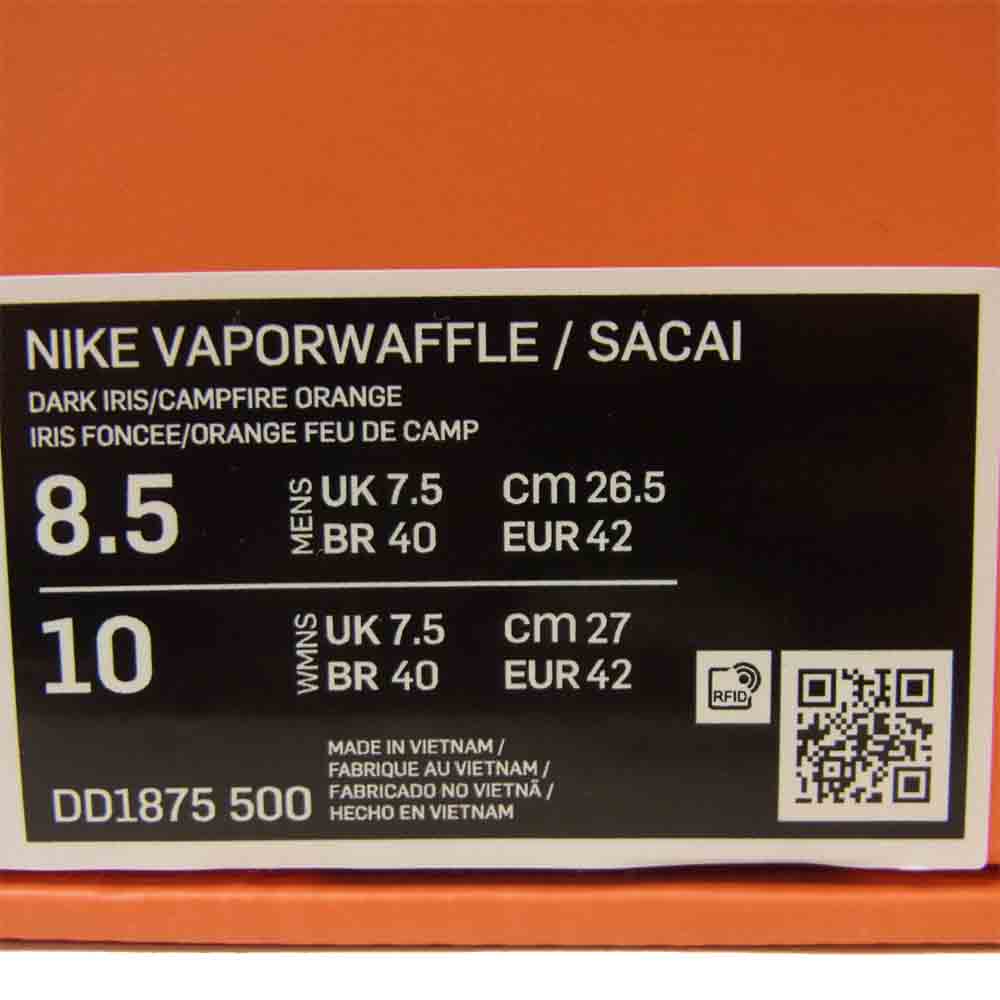 NIKE VAPORWAFFLE / SACAI
DARK IRIS/CAMPFIRE ORANGE
IRIS FONCEE/ORANGE FEU DE CAMP
8.5 MENS UK 7.5 cm 26.5
BR 40 EUR 42
10 WMNS UK 7.5 cm 27
BR 40 EUR 42
RFID
MADE IN VIETNAM /
FABRIQUE AU VIETNAM /
FABRICADO NO VIETNÃ /
HECHO EN VIETNAM
DD1875 500